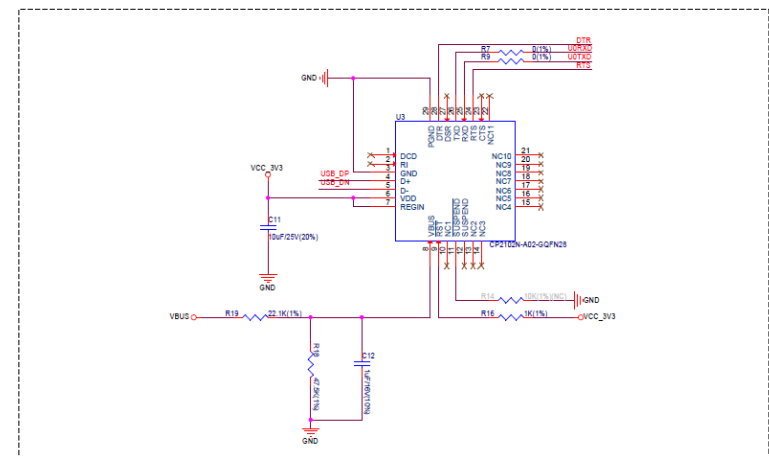 DTR
R7 0(1%) U0RXD
R9 0(1%) U0TXD
RTS
GND
29 28 27 26 25 24 23 22
U3
PGND DTR DSR TXD RXD RTS CTS NC11
1 DCD
2 RI
3 GND
USB_DP 4 D+
USB_DN 5 D-
6 VDD
7 REGIN
NC10 21
NC9 20
NC8 19
NC7 18
NC6 17
NC5 16
NC4 15
VCC_3V3
C11
10uF/25V(20%)
GND
VBUS RST NC1 SUSPEND SUSPEND NC2 NC3
8 9 10 11 12 13 14
CP2102N-A02-GQFN28
R14 10K(1%)(NC) GND
R16 1K(1%) VCC_3V3
VBUS R19 22.1K(1%)
R18
47.5K(1%)
C12
1uF/16V(10%)
GND